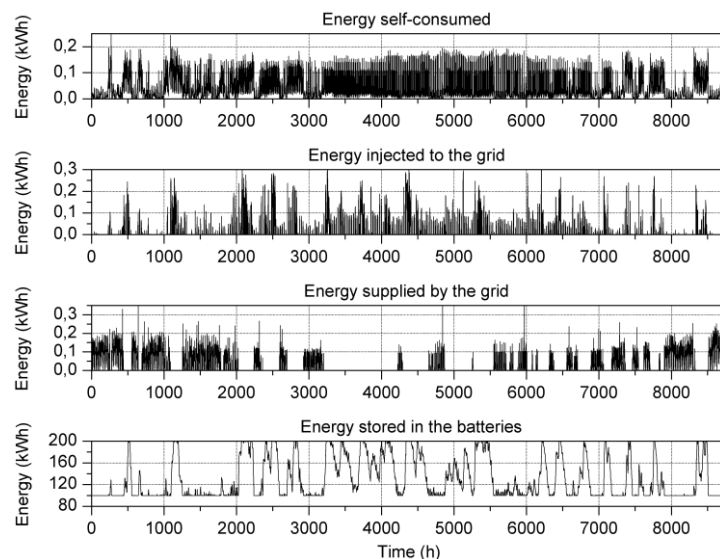 Energy self-consumed
Energy (kWh)
0,2
0,1
0,0
0 1000 2000 3000 4000 5000 6000 7000 8000
Energy injected to the grid
Energy (kWh)
0,3
0,2
0,1
0,0
0 1000 2000 3000 4000 5000 6000 7000 8000
Energy supplied by the grid
Energy (kWh)
0,3
0,2
0,1
0,0
0 1000 2000 3000 4000 5000 6000 7000 8000
Energy stored in the batteries
Energy (kWh)
200
160
120
80
0 1000 2000 3000 4000 5000 6000 7000 8000
Time (h)